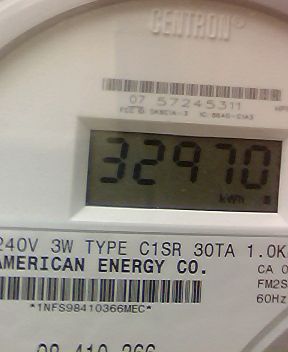 CENTRON
07 57245311
32970
kWh
240V 3W TYPE C1SR 30TA 1.0K
AMERICAN ENERGY CO.
CA 0
FM2S
60Hz
*1NFS98410366MEC*
98 410 366